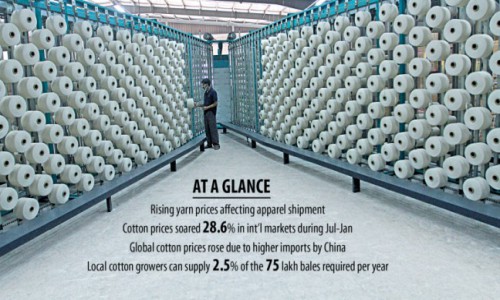 AT A GLANCE
Rising yarn prices affecting apparel shipment
Cotton prices soared 28.6% in int'l markets during Jul-Jan
Global cotton prices rose due to higher imports by China
Local cotton growers can supply 2.5% of the 75 lakh bales required per year